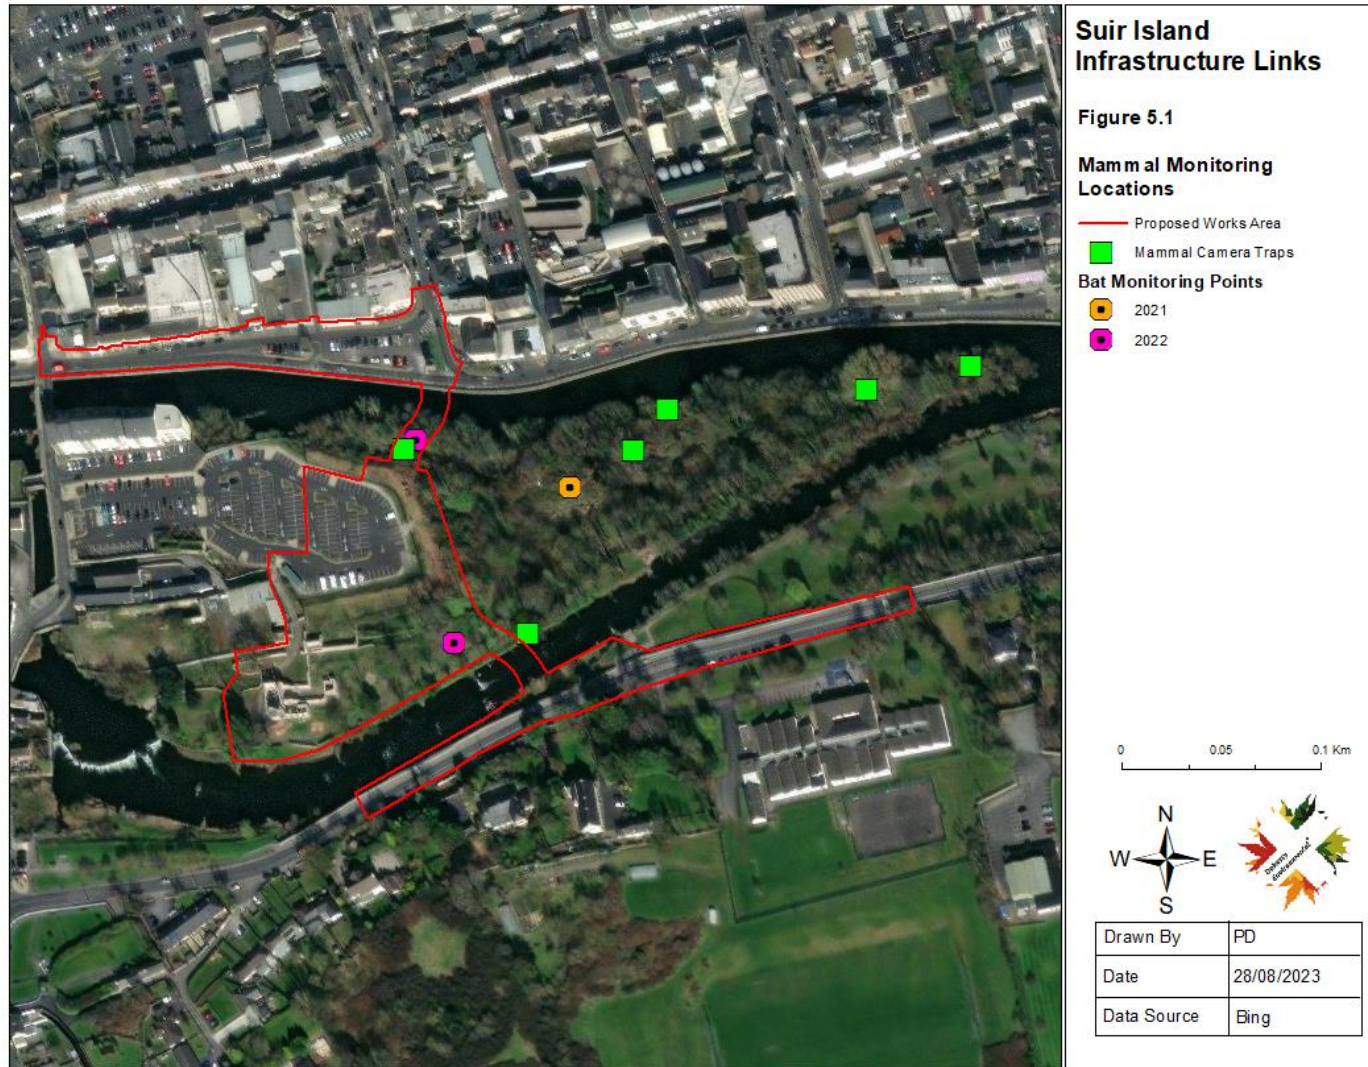 Suir Island
Infrastructure Links
Figure 5.1
Mammal Monitoring
Locations
Proposed Works Area
Mammal Camera Traps
Bat Monitoring Points
2021
2022
0 0.05 0.1 Km
N
W E
S
Drawn By PD
Date 28/08/2023
Data Source Bing